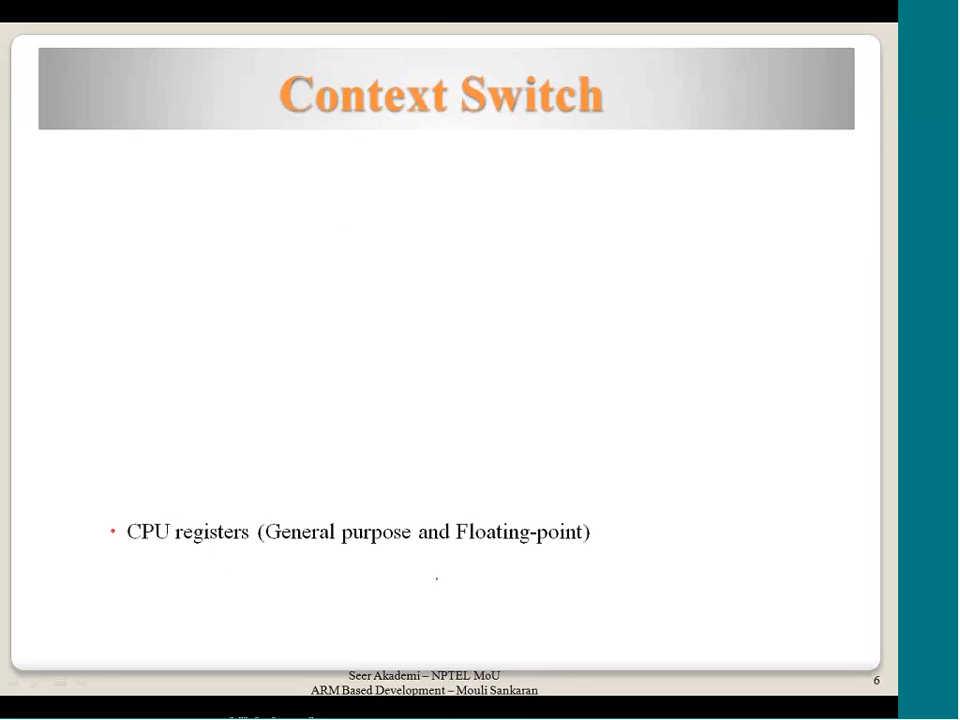 Context Switch
• CPU registers (General purpose and Floating-point)
Seer Akademi – NPTEL MoU
ARM Based Development – Mouli Sankaran
6